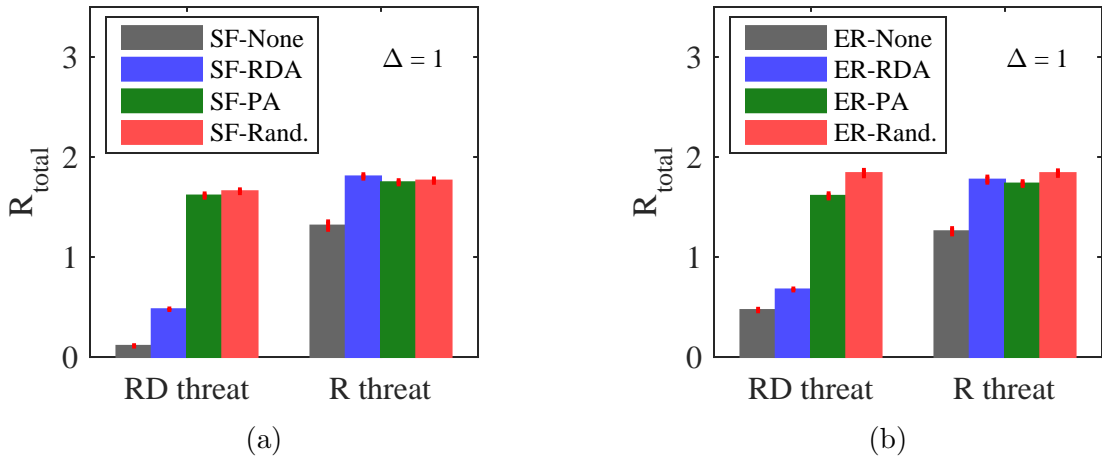 3
2
1
0
R_total
SF-None
SF-RDA
SF-PA
SF-Rand.
Δ = 1
RD threat
R threat
(a)
3
2
1
0
R_total
ER-None
ER-RDA
ER-PA
ER-Rand.
Δ = 1
RD threat
R threat
(b)